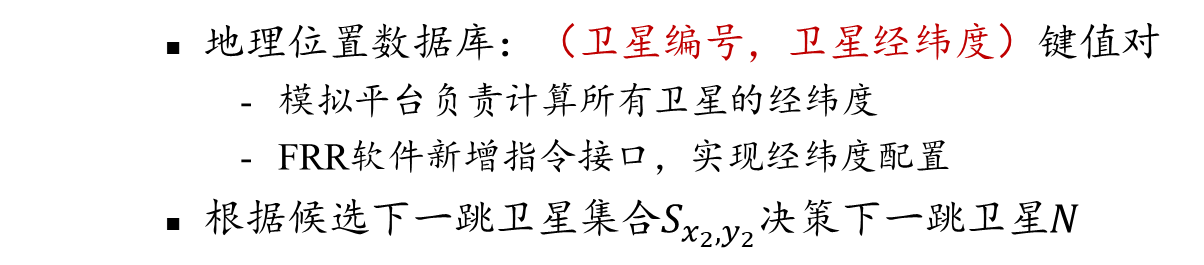 ▪ 地理位置数据库：（卫星编号，卫星经纬度）键值对
- 模拟平台负责计算所有卫星的经纬度
- FRR软件新增指令接口，实现经纬度配置
▪ 根据候选下一跳卫星集合$S_{x_2,y_2}$决策下一跳卫星$N$